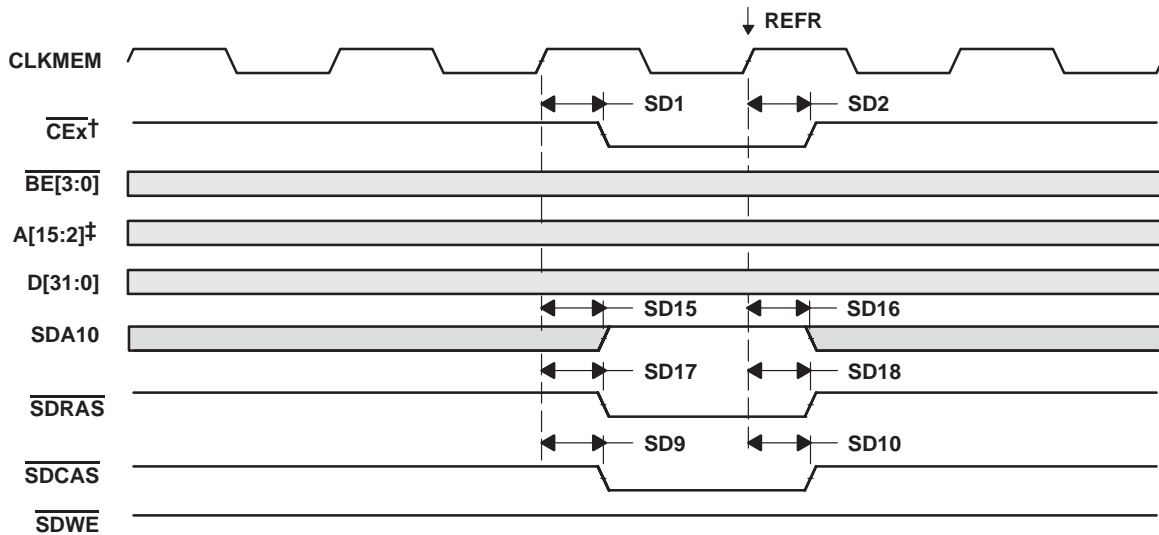 REFR
CLKMEM
SD1 SD2
CEx†
BE[3:0]
A[15:2]‡
D[31:0]
SD15 SD16
SDA10
SD17 SD18
SDRAS
SD9 SD10
SDCAS
SDWE